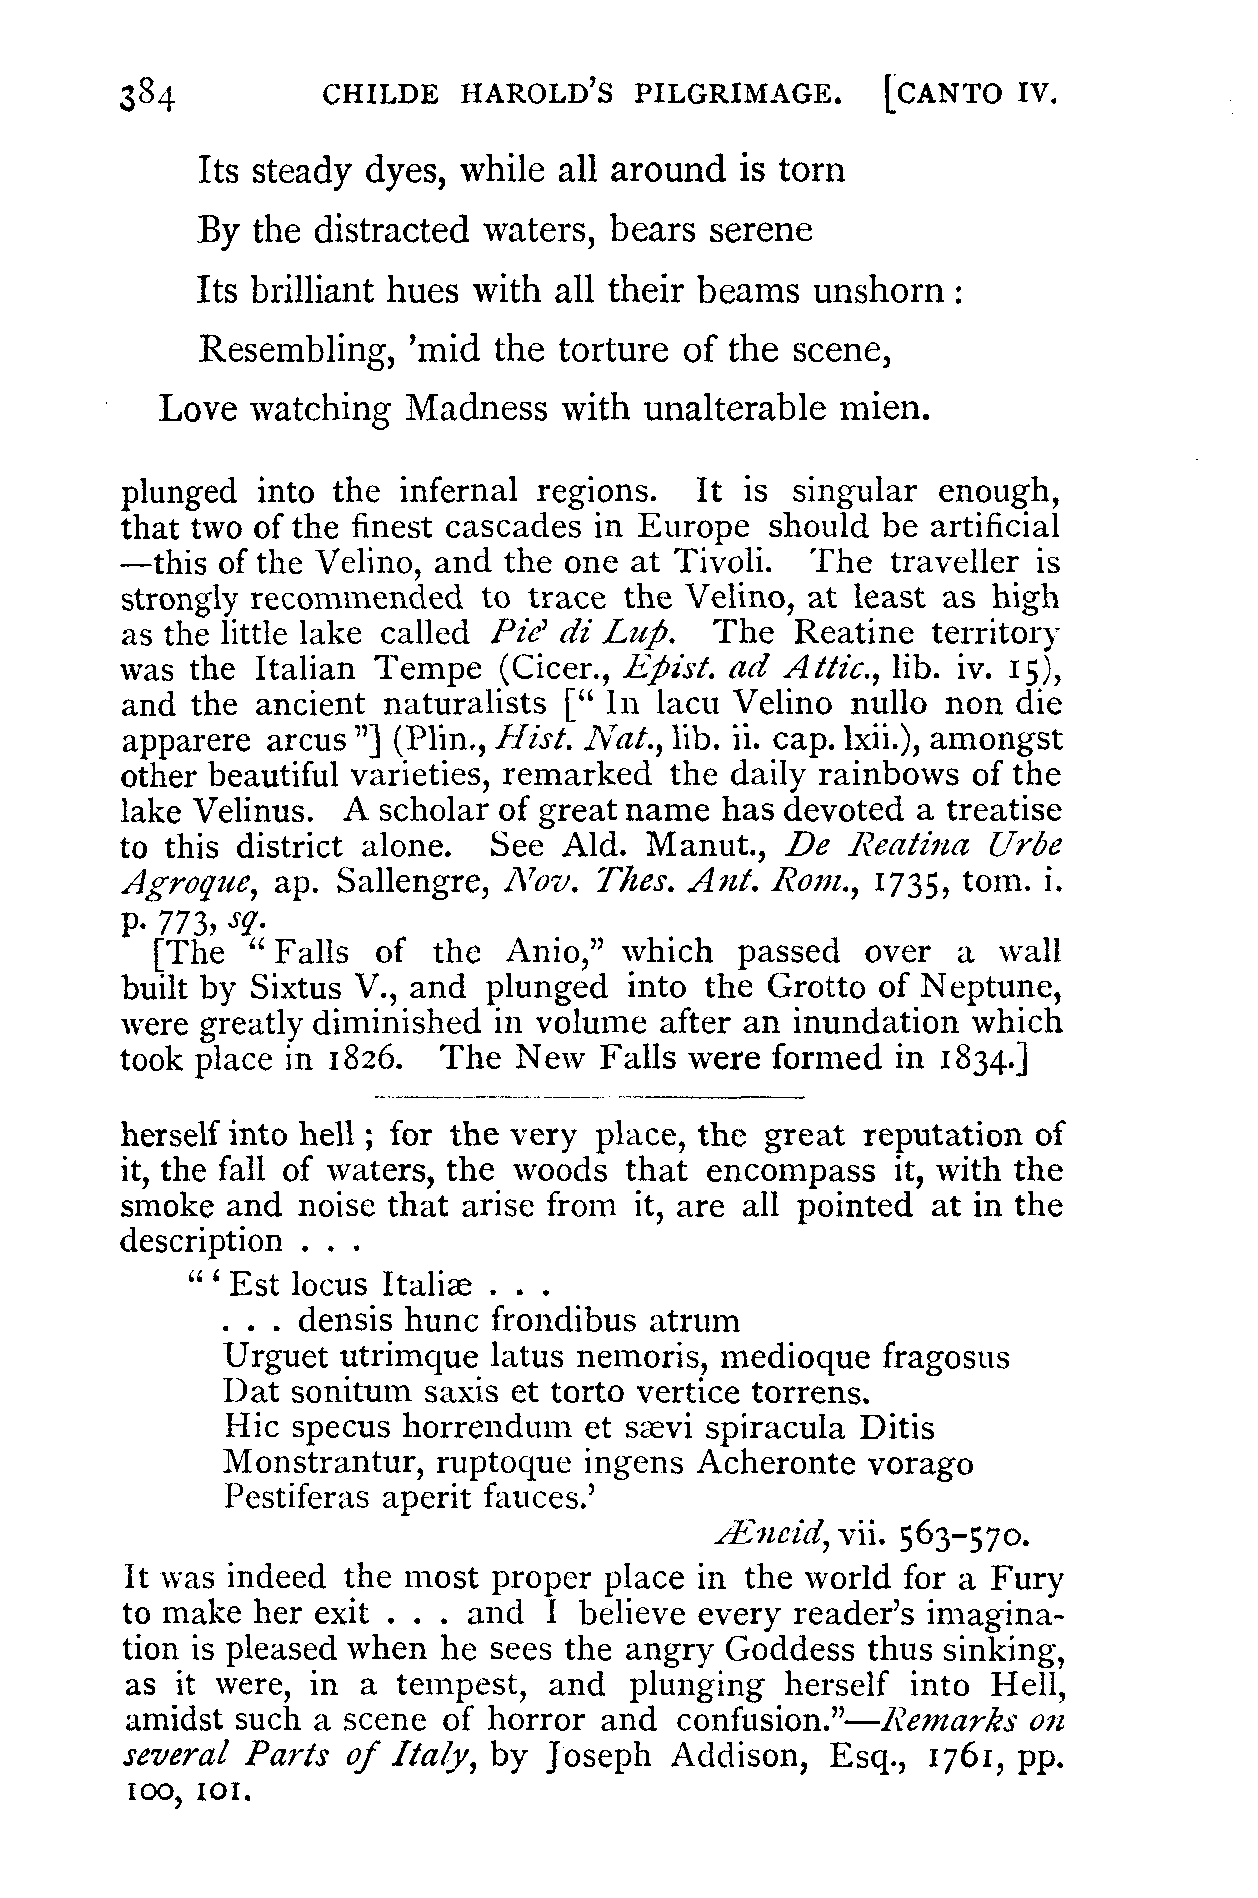 384 CHILDE HAROLD'S PILGRIMAGE. [CANTO IV.
Its steady dyes, while all around is torn
By the distracted waters, bears serene
Its brilliant hues with all their beams unshorn :
Resembling, 'mid the torture of the scene,
Love watching Madness with unalterable mien.
plunged into the infernal regions. It is singular enough,
that two of the finest cascades in Europe should be artificial
—this of the Velino, and the one at Tivoli. The traveller is
strongly recommended to trace the Velino, at least as high
as the little lake called Pie' di Lup. The Reatine territory
was the Italian Tempe (Cicer., Epist. ad Attic., lib. iv. 15),
and the ancient naturalists [“ In lacu Velino nullo non die
apparere arcus ”] (Plin., Hist. Nat., lib. ii. cap. lxii.), amongst
other beautiful varieties, remarked the daily rainbows of the
lake Velinus. A scholar of great name has devoted a treatise
to this district alone. See Ald. Manut., De Reatina Urbe
Agroque, ap. Sallengre, Nov. Thes. Ant. Rom., 1735, tom. i.
p. 773, sq.
[The “ Falls of the Anio,” which passed over a wall
built by Sixtus V., and plunged into the Grotto of Neptune,
were greatly diminished in volume after an inundation which
took place in 1826. The New Falls were formed in 1834.]
herself into hell ; for the very place, the great reputation of
it, the fall of waters, the woods that encompass it, with the
smoke and noise that arise from it, are all pointed at in the
description . . .
“ ‘ Est locus Italiæ . . .
. . . densis hunc frondibus atrum
Urguet utrimque latus nemoris, medioque fragosus
Dat sonitum saxis et torto vertice torrens.
Hic specus horrendum et sævi spiracula Ditis
Monstrantur, ruptoque ingens Acheronte vorago
Pestiferas aperit fauces.’
Æneid, vii. 563–570.
It was indeed the most proper place in the world for a Fury
to make her exit . . . and I believe every reader's imagina-
tion is pleased when he sees the angry Goddess thus sinking,
as it were, in a tempest, and plunging herself into Hell,
amidst such a scene of horror and confusion.”—Remarks on
several Parts of Italy, by Joseph Addison, Esq., 1761, pp.
100, 101.